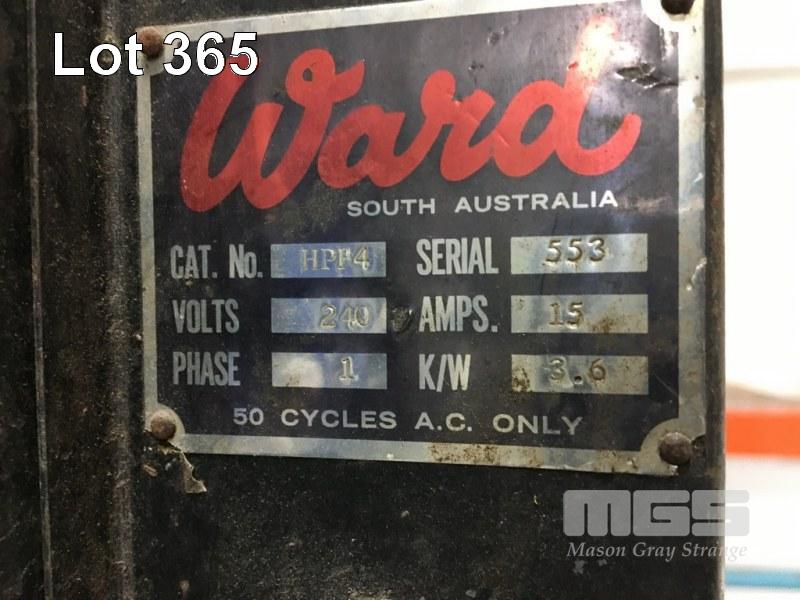 Lot 365
Ward
SOUTH AUSTRALIA
CAT. No. HPF4 SERIAL 553
VOLTS 240 AMPS. 15
PHASE 1 K/W 3.6
50 CYCLES A.C. ONLY
MGS
Mason Gray Strange